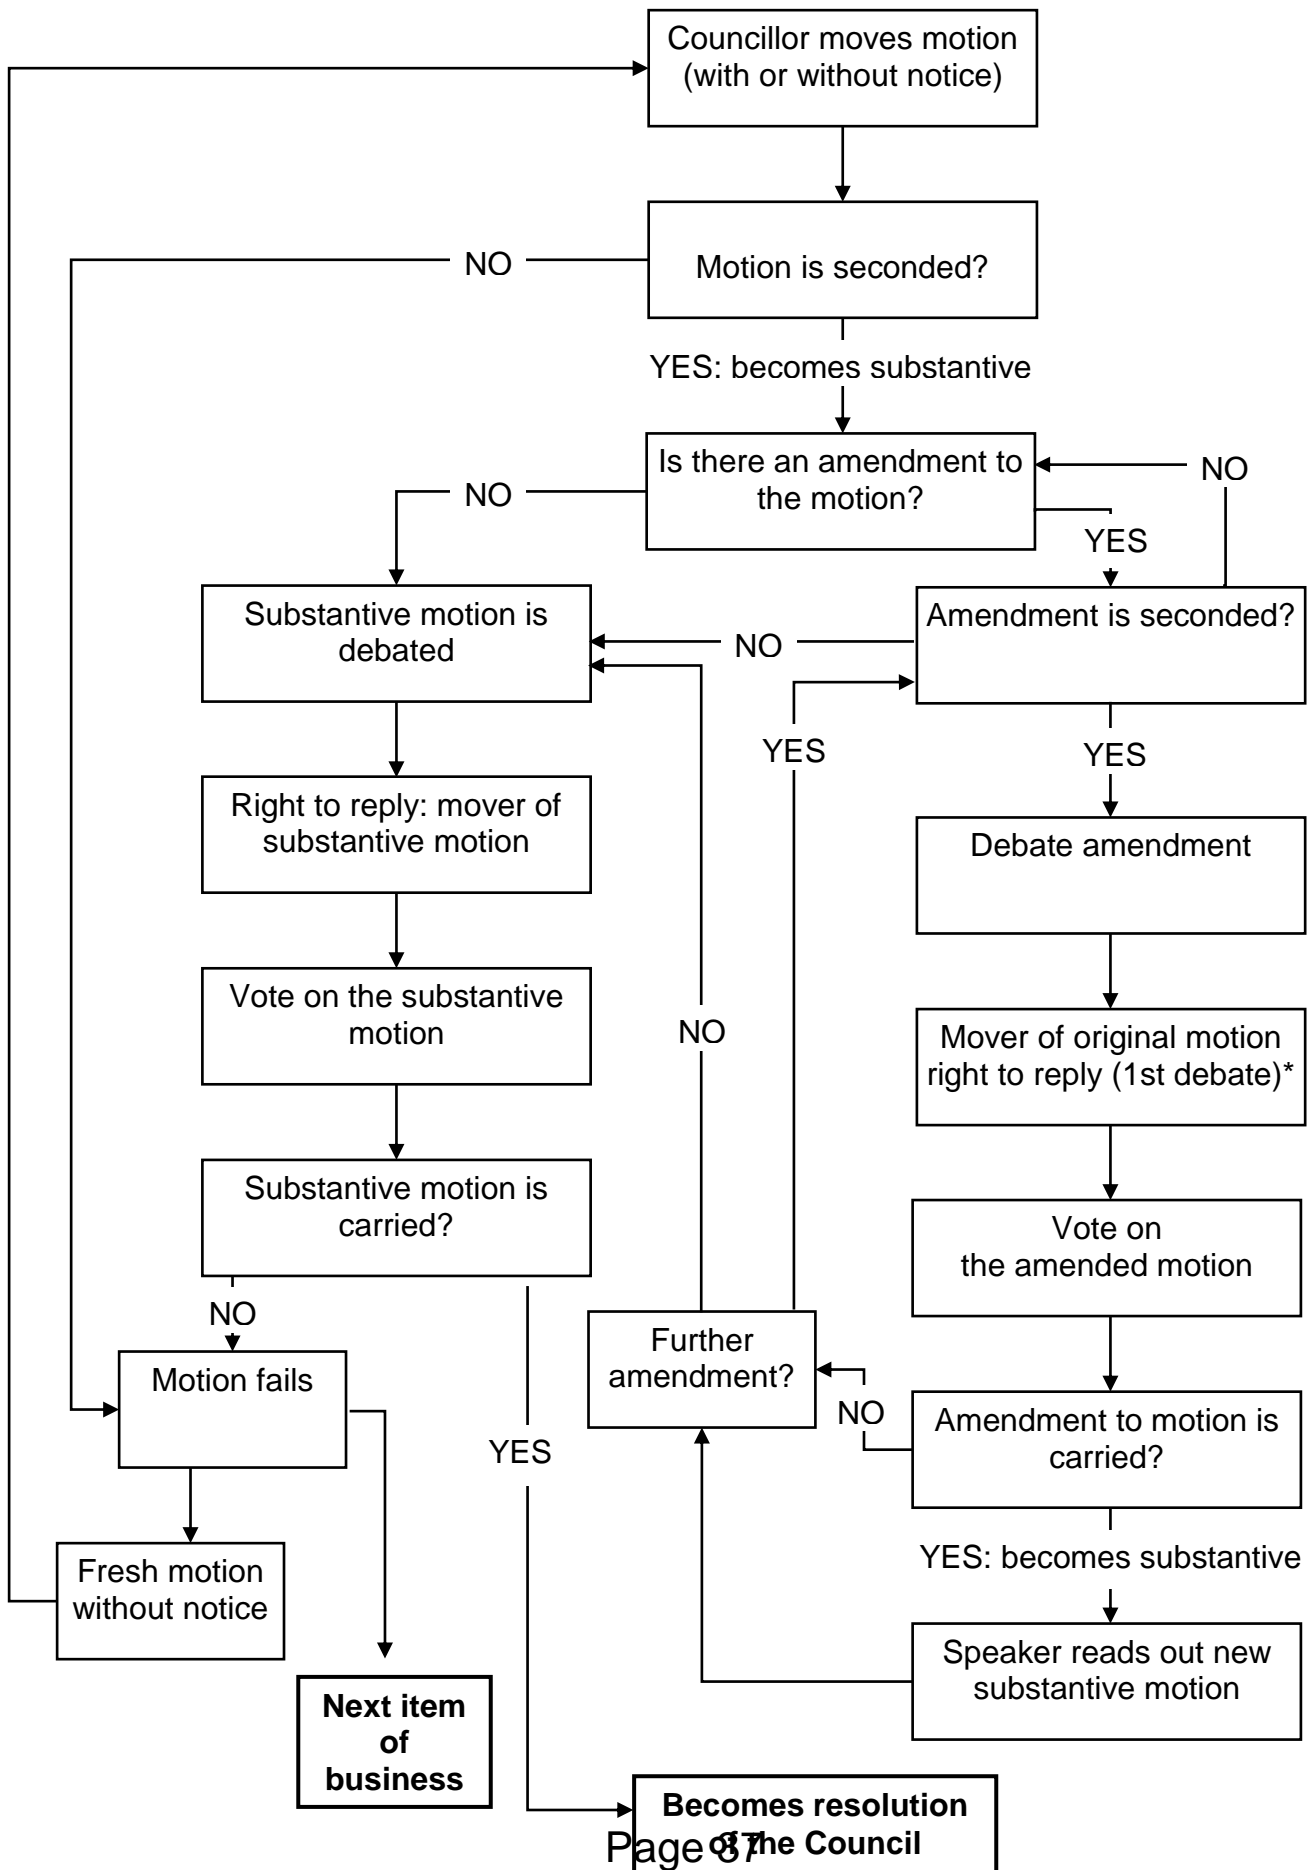 Councillor moves motion
(with or without notice)
NO
Motion is seconded?
YES: becomes substantive
Is there an amendment to
the motion?
NO
NO
YES
Substantive motion is
debated
NO
Amendment is seconded?
YES
YES
Right to reply: mover of
substantive motion
Debate amendment
Vote on the substantive
motion
NO
Mover of original motion
right to reply (1st debate)*
Substantive motion is
carried?
Vote on
the amended motion
NO
Further
amendment?
Motion fails
NO
Amendment to motion is
carried?
YES
YES: becomes substantive
Fresh motion
without notice
Speaker reads out new
substantive motion
Next item
of
business
Becomes resolution
of the Council
Page 37